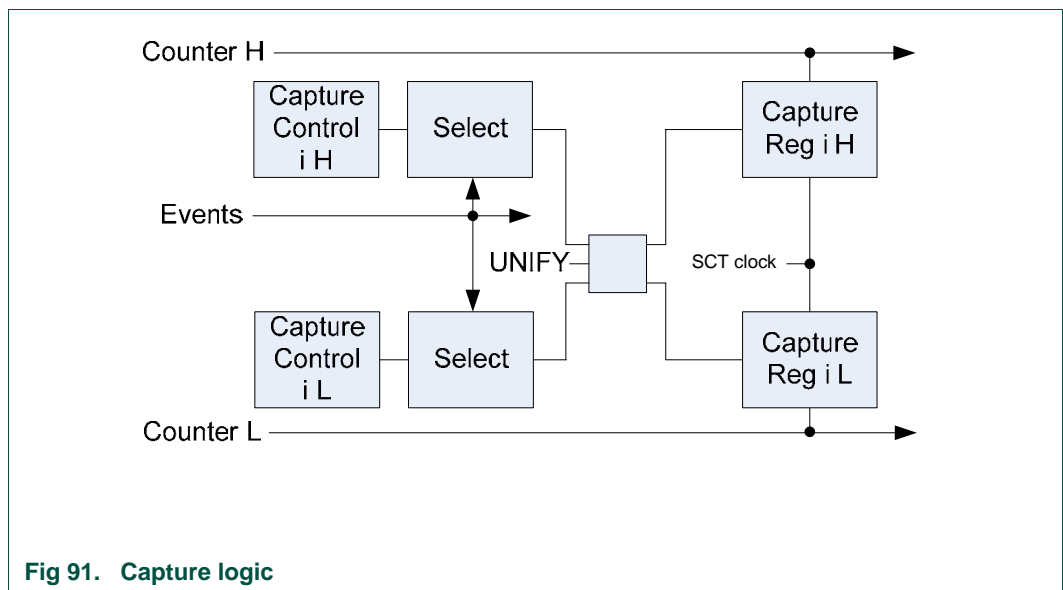 Counter H
Capture
Control
i H
Select
Capture
Reg i H
Events
UNIFY
SCT clock
Capture
Control
i L
Select
Capture
Reg i L
Counter L
Fig 91. Capture logic